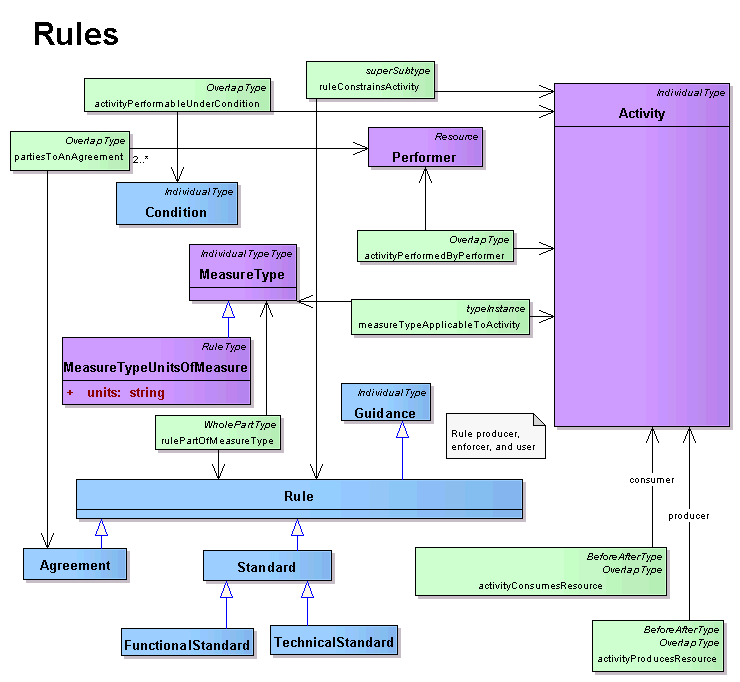 Rules
superSubtype
ruleConstrainsActivity
OverlapType
activityPerformableUnderCondition
IndividualType
Activity
OverlapType
partiesToAnAgreement
2..*
Resource
Performer
IndividualType
Condition
OverlapType
activityPerformedByPerformer
IndividualTypeType
MeasureType
typeInstance
measureTypeApplicableToActivity
RuleType
MeasureTypeUnitsOfMeasure
+ units: string
IndividualType
Guidance
WholePartType
rulePartOfMeasureType
Rule producer,
enforcer, and user
consumer
Rule
producer
Agreement
Standard
BeforeAfterType
OverlapType
activityConsumesResource
FunctionalStandard
TechnicalStandard
BeforeAfterType
OverlapType
activityProducesResource